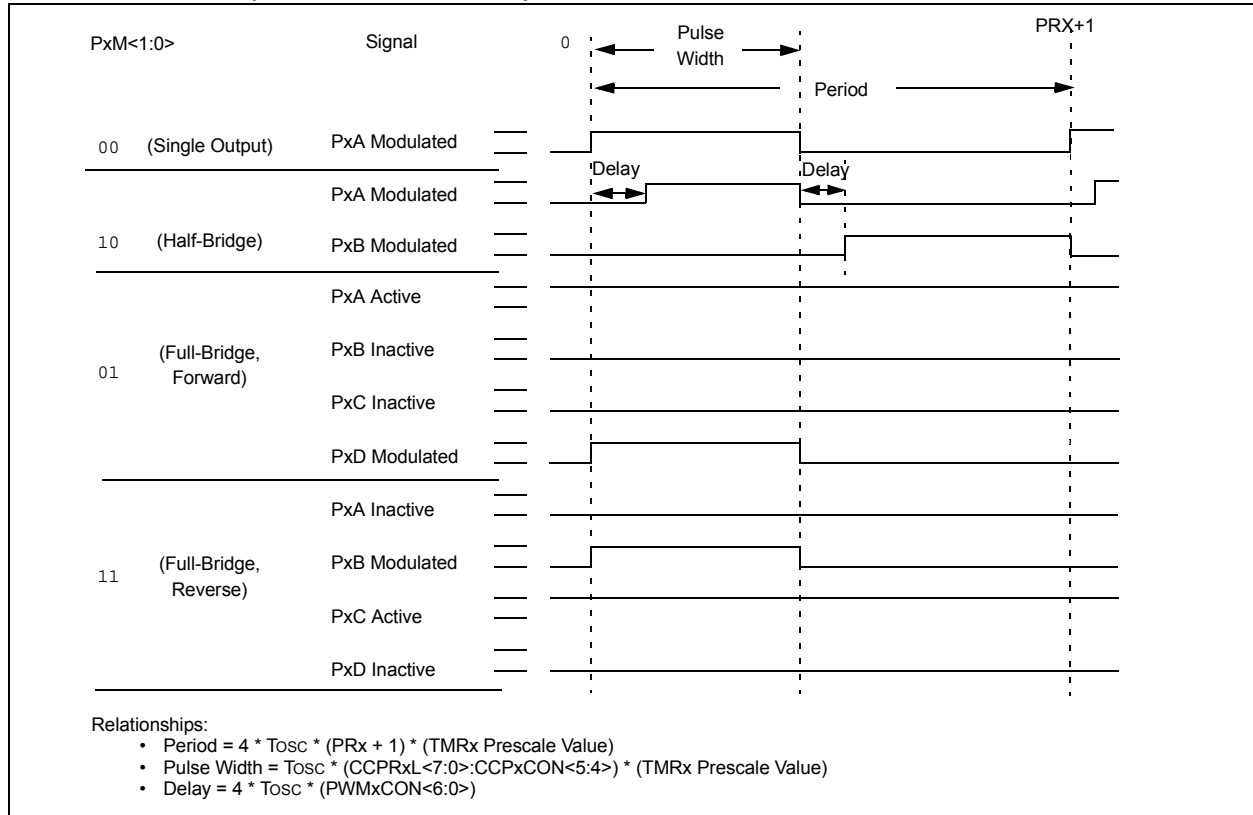 PxM<1:0> Signal 0 Pulse Width PRX+1
Period
00 (Single Output) PxA Modulated
Delay Delay
PxA Modulated
10 (Half-Bridge) PxB Modulated
PxA Active
(Full-Bridge, PxB Inactive
01 Forward)
PxC Inactive
PxD Modulated
PxA Inactive
(Full-Bridge, PxB Modulated
11 Reverse)
PxC Active
PxD Inactive
Relationships:
• Period = 4 * TOSC * (PRx + 1) * (TMRx Prescale Value)
• Pulse Width = TOSC * (CCPRxL<7:0>:CCPxCON<5:4>) * (TMRx Prescale Value)
• Delay = 4 * TOSC * (PWMxCON<6:0>)